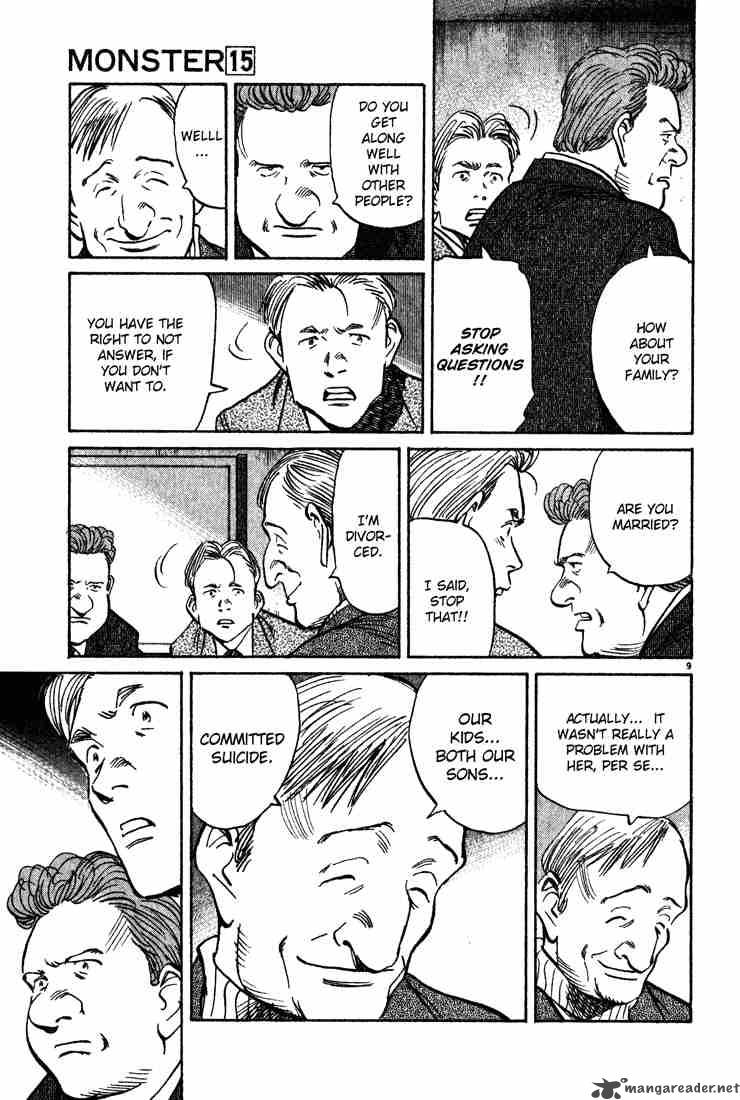 MONSTER 15
HOW
ABOUT
YOUR
FAMILY?
STOP
ASKING
QUESTIONS
!!
DO YOU
GET
ALONG
WELL
WITH
OTHER
PEOPLE?
WELLL
...
YOU HAVE THE
RIGHT TO NOT
ANSWER, IF
YOU DON'T
WANT TO.
ARE YOU
MARRIED?
I SAID,
STOP
THAT!!
I'M
DIVOR-
CED.
9
ACTUALLY... IT
WASN'T REALLY A
PROBLEM WITH
HER, PER SE...
OUR
KIDS...
BOTH OUR
SONS...
COMMITTED
SUICIDE.
mangareader.net